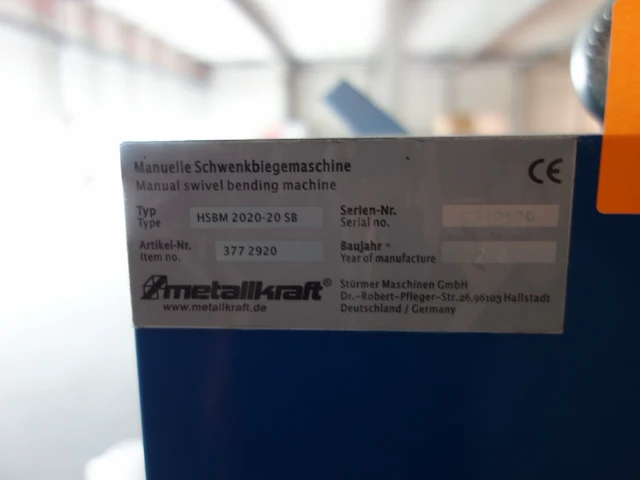 Manuelle Schwenkbiegemaschine
Manual swivel bending machine
CE
Typ
Type
HSBM 2020-20 SB
Serien-Nr.
Serial no.
Artikel-Nr.
Item no.
377 2920
Baujahr
Year of manufacture
metallkraft®
www.metallkraft.de
Stürmer Maschinen GmbH
Dr.-Robert-Pfleger-Str.26,96103 Hallstadt
Deutschland / Germany